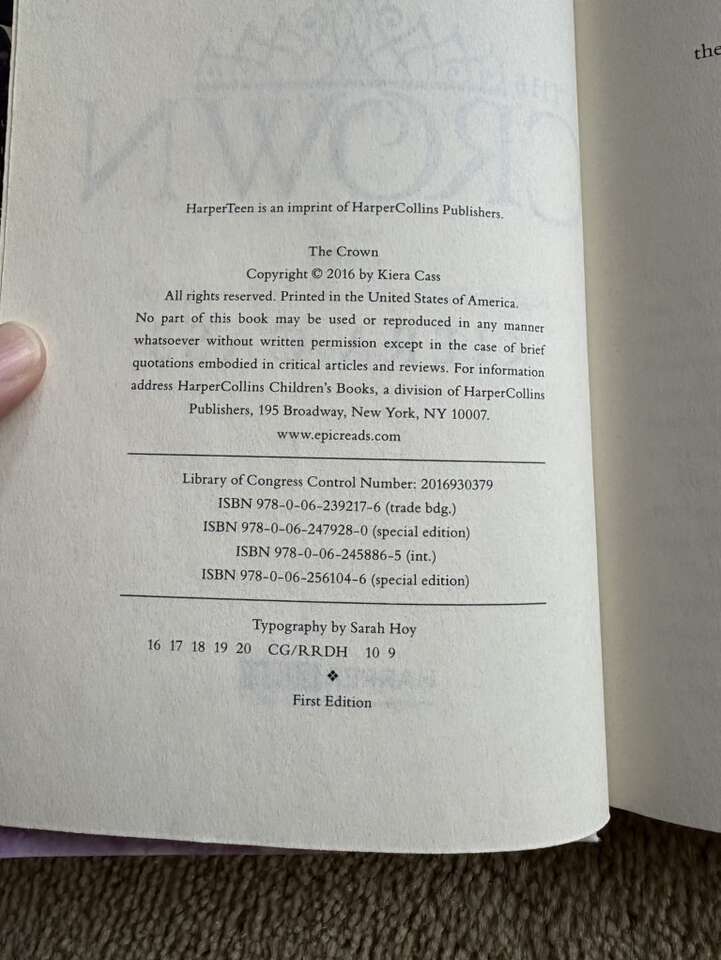 the
HarperTeen is an imprint of HarperCollins Publishers.
The Crown
Copyright © 2016 by Kiera Cass
All rights reserved. Printed in the United States of America.
No part of this book may be used or reproduced in any manner
whatsoever without written permission except in the case of brief
quotations embodied in critical articles and reviews. For information
address HarperCollins Children's Books, a division of HarperCollins
Publishers, 195 Broadway, New York, NY 10007.
www.epicreads.com
Library of Congress Control Number: 2016930379
ISBN 978-0-06-239217-6 (trade bdg.)
ISBN 978-0-06-247928-0 (special edition)
ISBN 978-0-06-245886-5 (int.)
ISBN 978-0-06-256104-6 (special edition)
Typography by Sarah Hoy
16 17 18 19 20 CG/RRDH 10 9
❖
First Edition